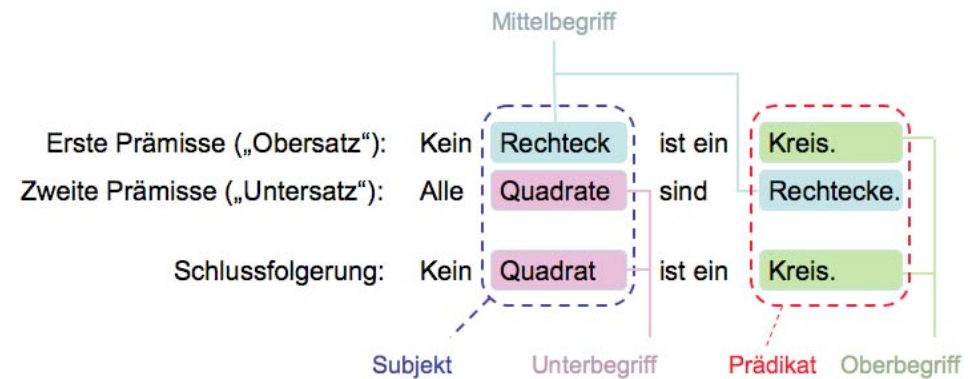 Mittelbegriff
Erste Prämisse („Obersatz“): Kein Rechteck ist ein Kreis.
Zweite Prämisse („Untersatz“): Alle Quadrate sind Rechtecke.
Schlussfolgerung: Kein Quadrat ist ein Kreis.
Subjekt Unterbegriff Prädikat Oberbegriff